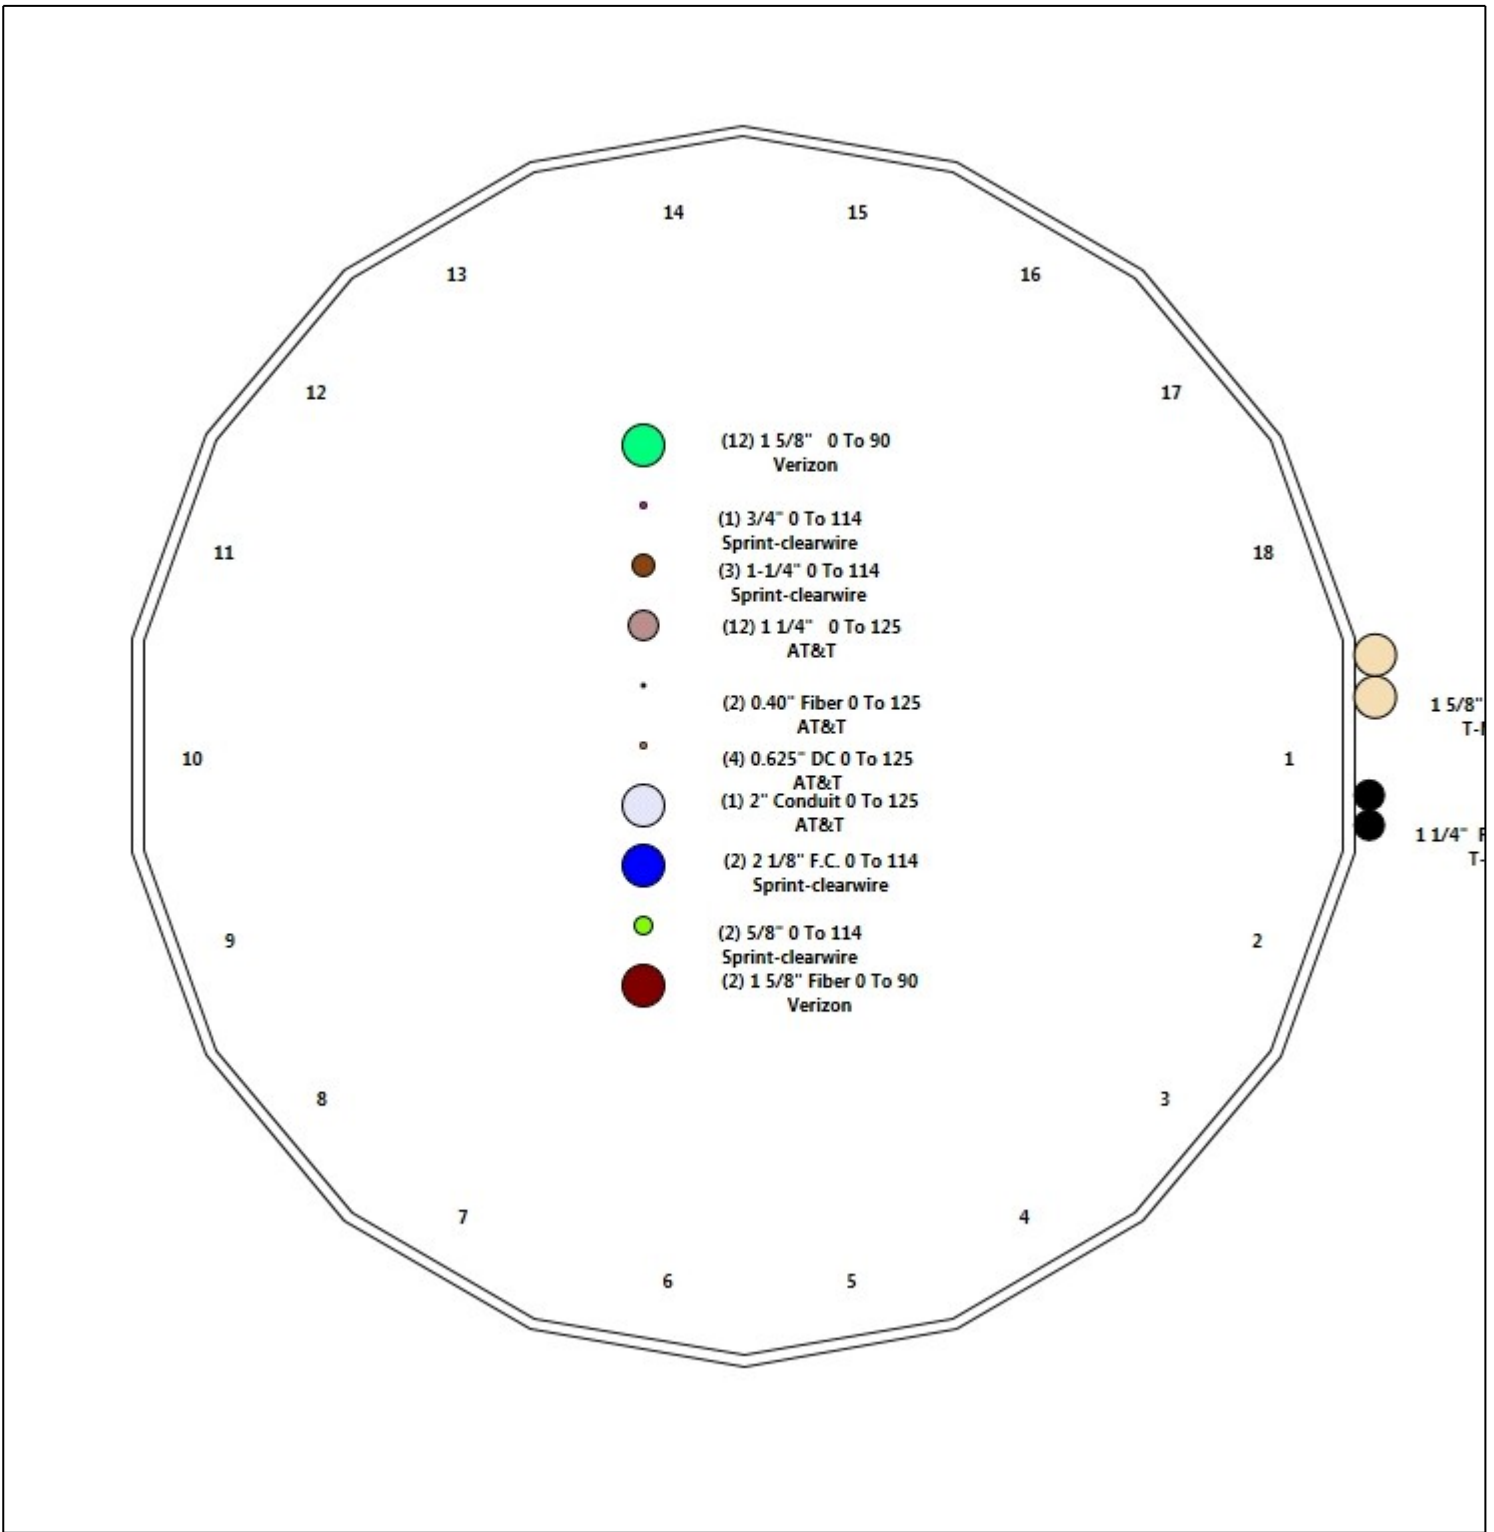 14
15
13
16
12
17
(12) 1 5/8"   0 To 90
Verizon
(1) 3/4" 0 To 114
Sprint-clearwire
11
18
(3) 1-1/4" 0 To 114
Sprint-clearwire
(12) 1 1/4"   0 To 125
AT&T
(2) 0.40" Fiber 0 To 125
AT&T
1 5/8"
10
(4) 0.625" DC 0 To 125
AT&T
1
(1) 2" Conduit 0 To 125
AT&T
1 1/4"
(2) 2 1/8" F.C. 0 To 114
Sprint-clearwire
9
(2) 5/8" 0 To 114
Sprint-clearwire
2
(2) 1 5/8" Fiber 0 To 90
Verizon
8
3
7
4
6
5